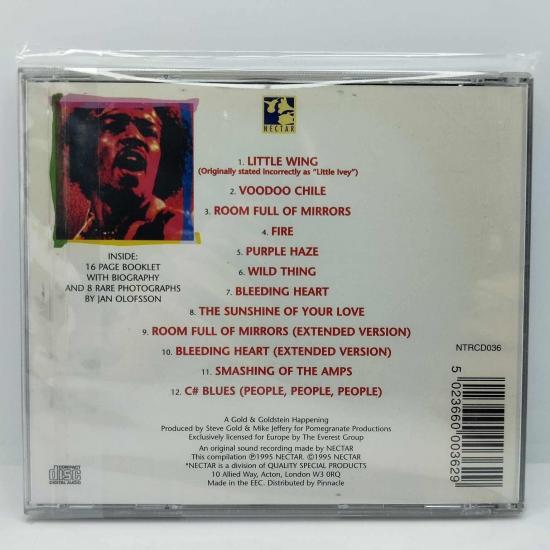 NECTAR
1. LITTLE WING
(Originally stated incorrectly as "Little Ivey")
2. VOODOO CHILE
3. ROOM FULL OF MIRRORS
4. FIRE
5. PURPLE HAZE
6. WILD THING
7. BLEEDING HEART
8. THE SUNSHINE OF YOUR LOVE
9. ROOM FULL OF MIRRORS (EXTENDED VERSION)
10. BLEEDING HEART (EXTENDED VERSION)
11. SMASHING OF THE AMPS
12. C# BLUES (PEOPLE, PEOPLE, PEOPLE)
INSIDE:
16 PAGE BOOKLET
WITH BIOGRAPHY
AND 8 RARE PHOTOGRAPHS
BY JAN OLOFSSON
NTRCD036
5 023660 003629
A Gold & Goldstein Happening
Produced by Steve Gold & Mike Jeffery for Pomegranate Productions
Exclusively licensed for Europe by The Everest Group
An original sound recording made by NECTAR
This compilation ℗1995 NECTAR. ©1995 NECTAR
*NECTAR is a division of QUALITY SPECIAL PRODUCTS
10 Allied Way, Acton, London W3 0RQ
Made in the EEC. Distributed by Pinnacle
COMPACT
disc
DIGITAL AUDIO